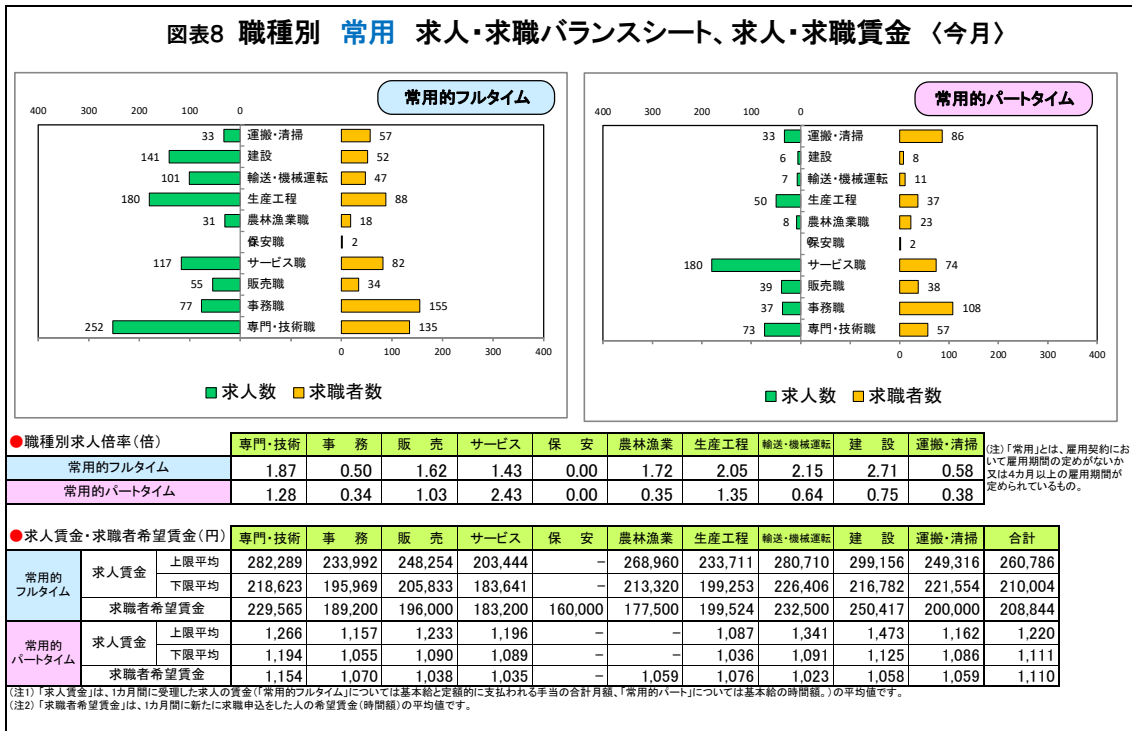 図表8 職種別 常用 求人・求職バランスシート、求人・求職賃金 〈今月〉
常用的フルタイム
400 300 200 100 0
33 運搬・清掃 57
141 建設 52
101 輸送・機械運転 47
180 生産工程 88
31 農林漁業職 18
0 保安職 2
117 サービス職 82
55 販売職 34
77 事務職 155
252 専門・技術職 135
0 100 200 300 400
■求人数 ■求職者数
常用的パートタイム
400 300 200 100 0
33 運搬・清掃 86
6 建設 8
7 輸送・機械運転 11
50 生産工程 37
8 農林漁業職 23
0 保安職 2
180 サービス職 74
39 販売職 38
37 事務職 108
73 専門・技術職 57
0 100 200 300 400
■求人数 ■求職者数
●職種別求人倍率(倍) 専門・技術 事 務 販 売 サービス 保 安 農林漁業 生産工程 輸送・機械運転 建 設 運搬・清掃
常用的フルタイム 1.87 0.50 1.62 1.43 0.00 1.72 2.05 2.15 2.71 0.58
常用的パートタイム 1.28 0.34 1.03 2.43 0.00 0.35 1.35 0.64 0.75 0.38
(注)「常用」とは、雇用契約にお
いて雇用期間の定めがないか
又は4カ月以上の雇用期間が
定められているもの。
●求人賃金・求職者希望賃金(円) 専門・技術 事 務 販 売 サービス 保 安 農林漁業 生産工程 輸送・機械運転 建 設 運搬・清掃 合計
常用的フルタイム 求人賃金 上限平均 282,289 233,992 248,254 203,444 – 268,960 233,711 280,710 299,156 249,316 260,786
下限平均 218,623 195,969 205,833 183,641 – 213,320 199,253 226,406 216,782 221,554 210,004
求職者希望賃金 229,565 189,200 196,000 183,200 160,000 177,500 199,524 232,500 250,417 200,000 208,844
常用的パートタイム 求人賃金 上限平均 1,266 1,157 1,233 1,196 – – 1,087 1,341 1,473 1,162 1,220
下限平均 1,194 1,055 1,090 1,089 – – 1,036 1,091 1,125 1,086 1,111
求職者希望賃金 1,154 1,070 1,038 1,035 – 1,059 1,076 1,023 1,058 1,059 1,110
(注1)「求人賃金」は、1カ月間に受理した求人の賃金(「常用的フルタイム」については基本給と定額的に支払われる手当の合計月額、「常用的パート」については基本給の時間額。)の平均値です。
(注2)「求職者希望賃金」は、1カ月間に新たに求職申込をした人の希望賃金(時間額)の平均値です。